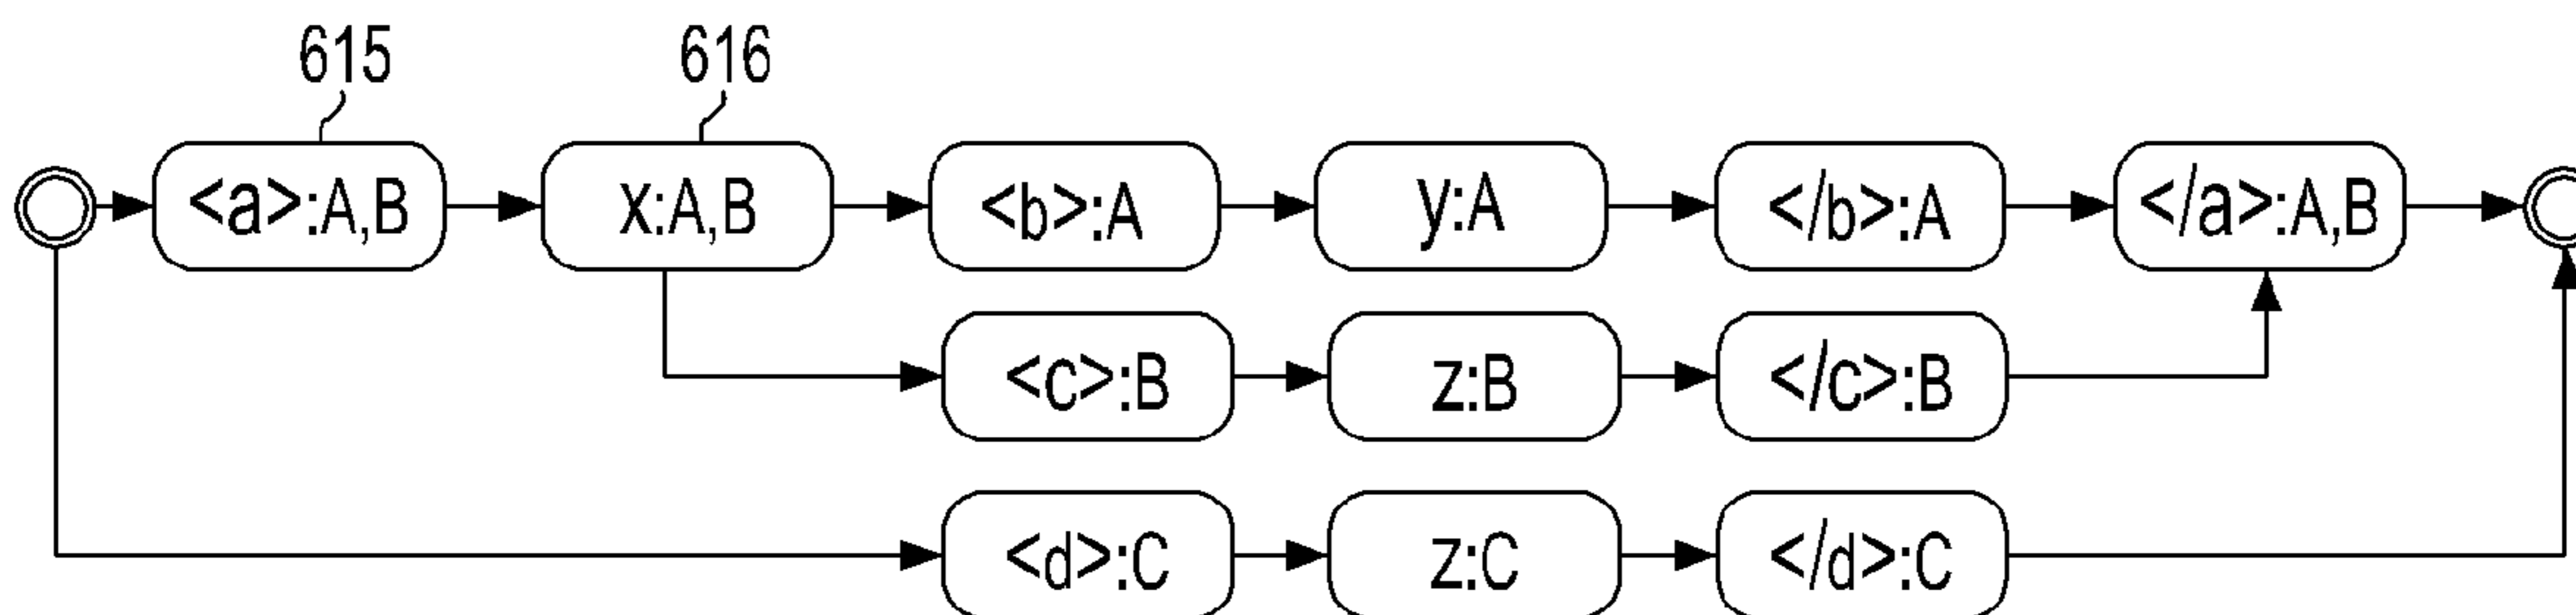 615 616
<a>:A,B x:A,B <b>:A y:A </b>:A </a>:A,B
<c>:B z:B </c>:B
<d>:C z:C </d>:C